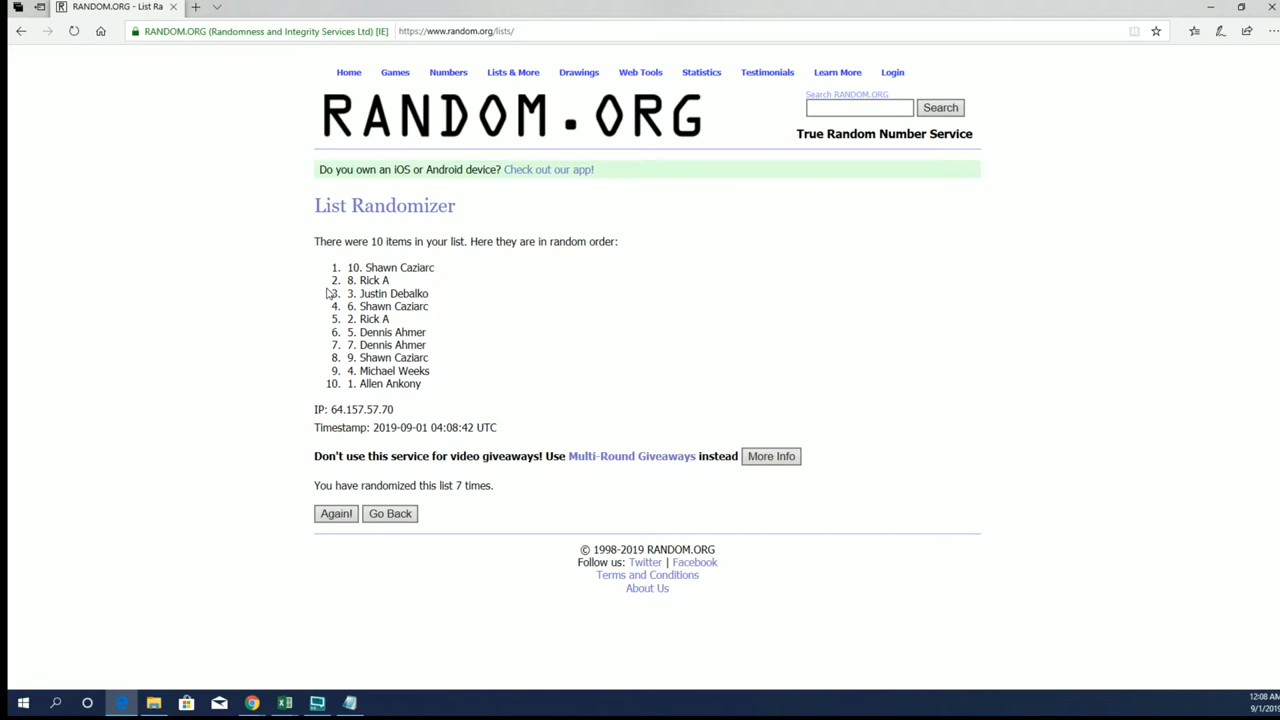 RANDOM.ORG - List Ra
RANDOM.ORG (Randomness and Integrity Services Ltd) [IE] https://www.random.org/lists/
Home Games Numbers Lists & More Drawings Web Tools Statistics Testimonials Learn More Login
RANDOM.ORG
Search RANDOM.ORG
Search
True Random Number Service
Do you own an iOS or Android device? Check out our app!
List Randomizer
There were 10 items in your list. Here they are in random order:
1. 10. Shawn Caziarc
2. 8. Rick A
3. 3. Justin Debalko
4. 6. Shawn Caziarc
5. 2. Rick A
6. 5. Dennis Ahmer
7. 7. Dennis Ahmer
8. 9. Shawn Caziarc
9. 4. Michael Weeks
10. 1. Allen Ankony
IP: 64.157.57.70
Timestamp: 2019-09-01 04:08:42 UTC
Don't use this service for video giveaways! Use Multi-Round Giveaways instead More Info
You have randomized this list 7 times.
Again! Go Back
© 1998-2019 RANDOM.ORG
Follow us: Twitter | Facebook
Terms and Conditions
About Us
12:08 AM
9/1/2019